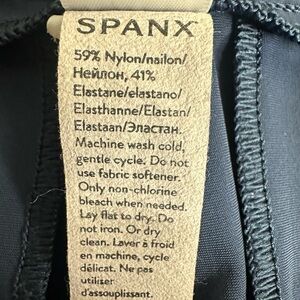 SPANX
59% Nylon/nailon/
Нейлон, 41%
Elastane/elastano/
Elasthanne/Elastan/
Elastaan/Эластан.
Machine wash cold,
gentle cycle. Do not
use fabric softener.
Only non-chlorine
bleach when needed.
Lay flat to dry. Do
not iron. Or dry
clean. Laver à froid
en machine, cycle
délicat. Ne pas
utiliser
d'assouplissant.